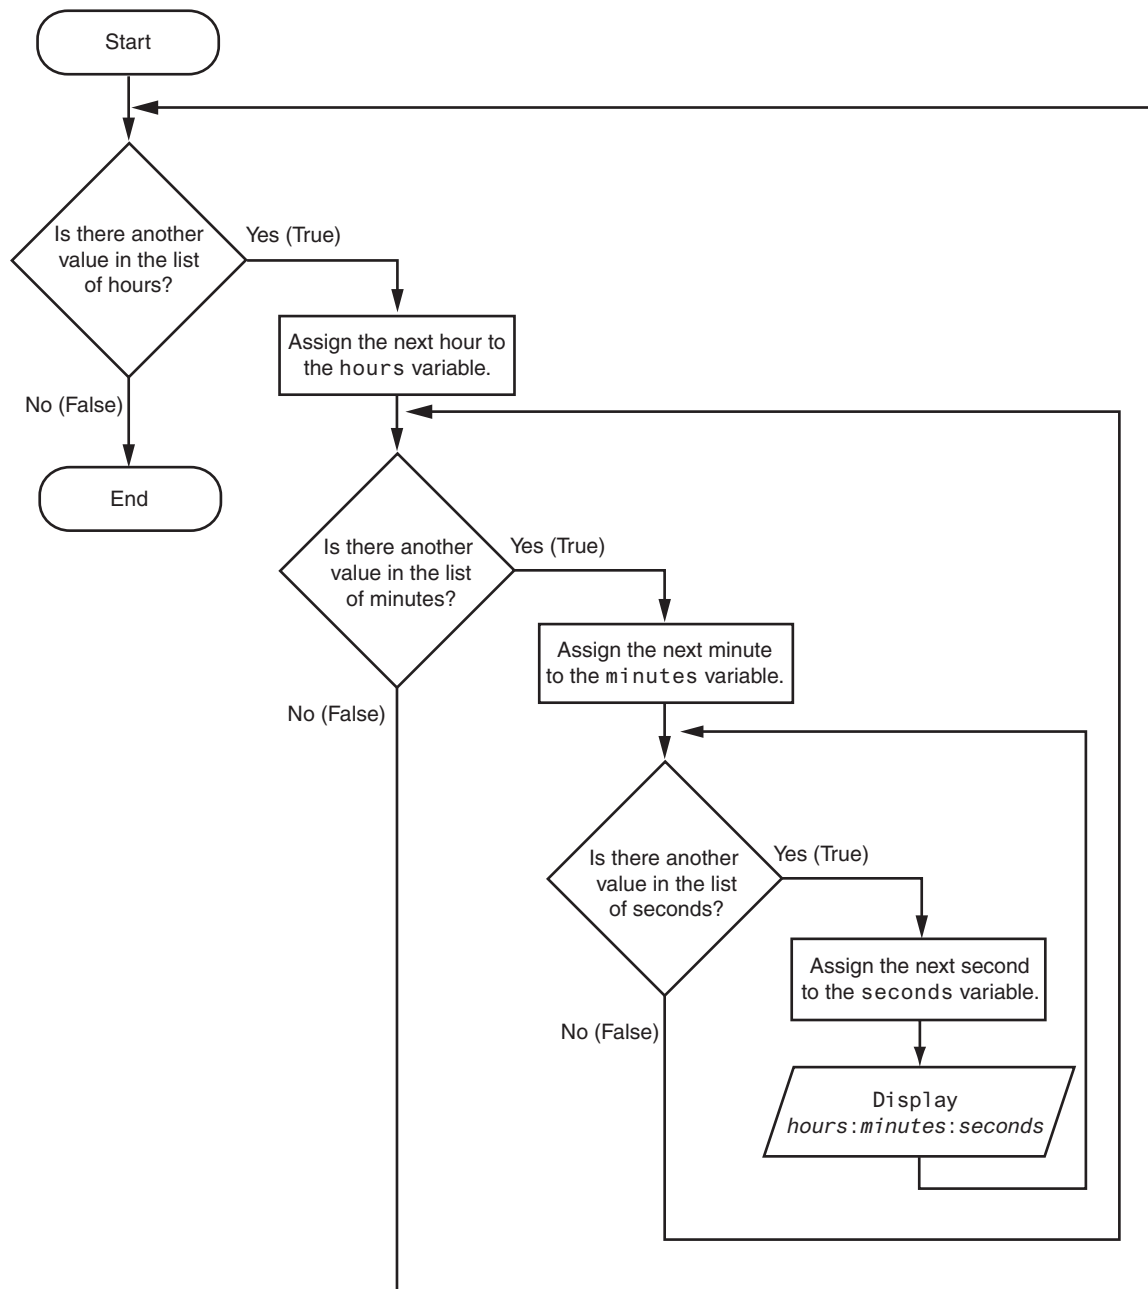 Start
Is there another
value in the list
of hours?
Yes (True)
Assign the next hour to
the hours variable.
No (False)
End
Is there another
value in the list
of minutes?
Yes (True)
Assign the next minute
to the minutes variable.
No (False)
Is there another
value in the list
of seconds?
Yes (True)
Assign the next second
to the seconds variable.
No (False)
Display
hours:minutes:seconds